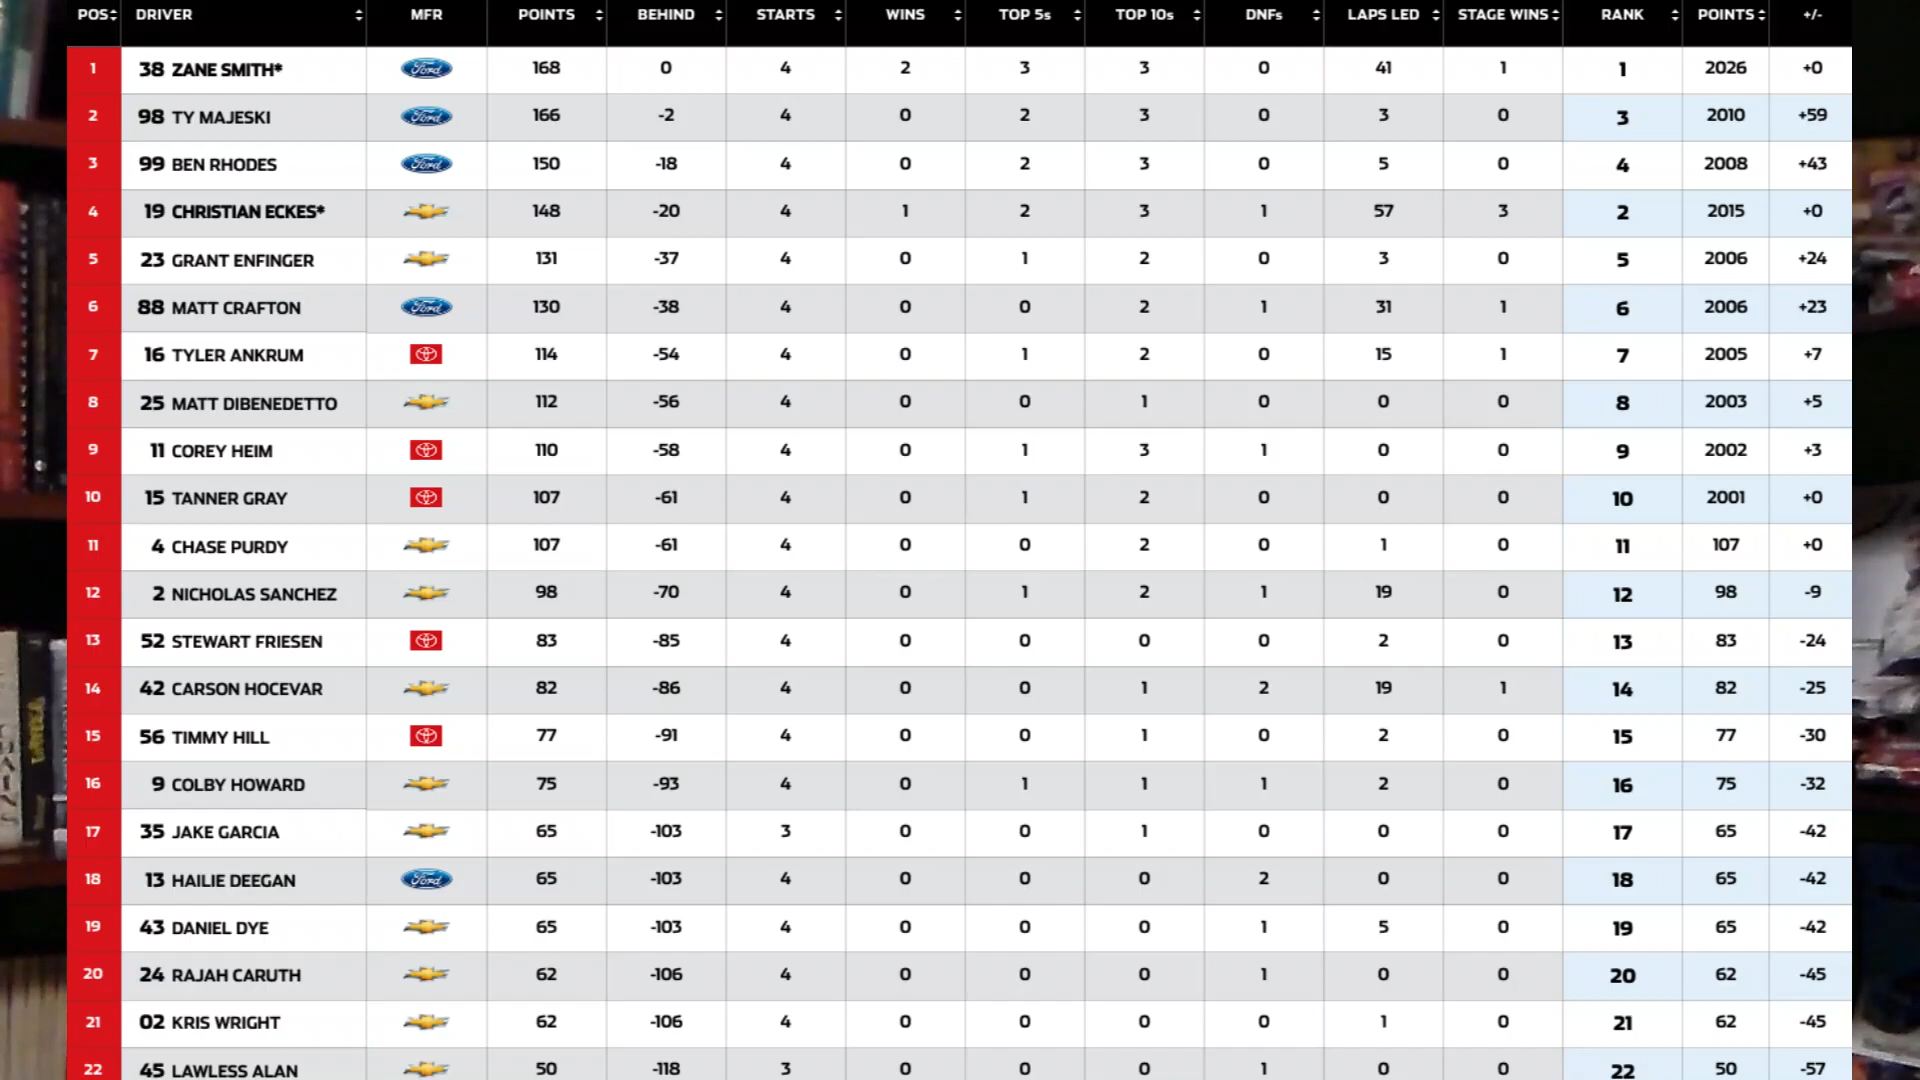 POS DRIVER MFR POINTS BEHIND STARTS WINS TOP 5s TOP 10s DNFs LAPS LED STAGE WINS RANK POINTS +/-
1 38 ZANE SMITH* Ford 168 0 4 2 3 3 0 41 1 1 2026 +0
2 98 TY MAJESKI Ford 166 -2 4 0 2 3 0 3 0 3 2010 +59
3 99 BEN RHODES Ford 150 -18 4 0 2 3 0 5 0 4 2008 +43
4 19 CHRISTIAN ECKES* 148 -20 4 1 2 3 1 57 3 2 2015 +0
5 23 GRANT ENFINGER 131 -37 4 0 1 2 0 3 0 5 2006 +24
6 88 MATT CRAFTON Ford 130 -38 4 0 0 2 1 31 1 6 2006 +23
7 16 TYLER ANKRUM 114 -54 4 0 1 2 0 15 1 7 2005 +7
8 25 MATT DIBENEDETTO 112 -56 4 0 0 1 0 0 0 8 2003 +5
9 11 COREY HEIM 110 -58 4 0 1 3 1 0 0 9 2002 +3
10 15 TANNER GRAY 107 -61 4 0 1 2 0 0 0 10 2001 +0
11 4 CHASE PURDY 107 -61 4 0 0 2 0 1 0 11 107 +0
12 2 NICHOLAS SANCHEZ 98 -70 4 0 1 2 1 19 0 12 98 -9
13 52 STEWART FRIESEN 83 -85 4 0 0 0 0 2 0 13 83 -24
14 42 CARSON HOCEVAR 82 -86 4 0 0 1 2 19 1 14 82 -25
15 56 TIMMY HILL 77 -91 4 0 0 1 0 2 0 15 77 -30
16 9 COLBY HOWARD 75 -93 4 0 1 1 1 2 0 16 75 -32
17 35 JAKE GARCIA 65 -103 3 0 0 1 0 0 0 17 65 -42
18 13 HAILIE DEEGAN Ford 65 -103 4 0 0 0 2 0 0 18 65 -42
19 43 DANIEL DYE 65 -103 4 0 0 0 1 5 0 19 65 -42
20 24 RAJAH CARUTH 62 -106 4 0 0 0 1 0 0 20 62 -45
21 02 KRIS WRIGHT 62 -106 4 0 0 0 0 1 0 21 62 -45
22 45 LAWLESS ALAN 50 -118 3 0 0 0 1 0 0 22 50 -57